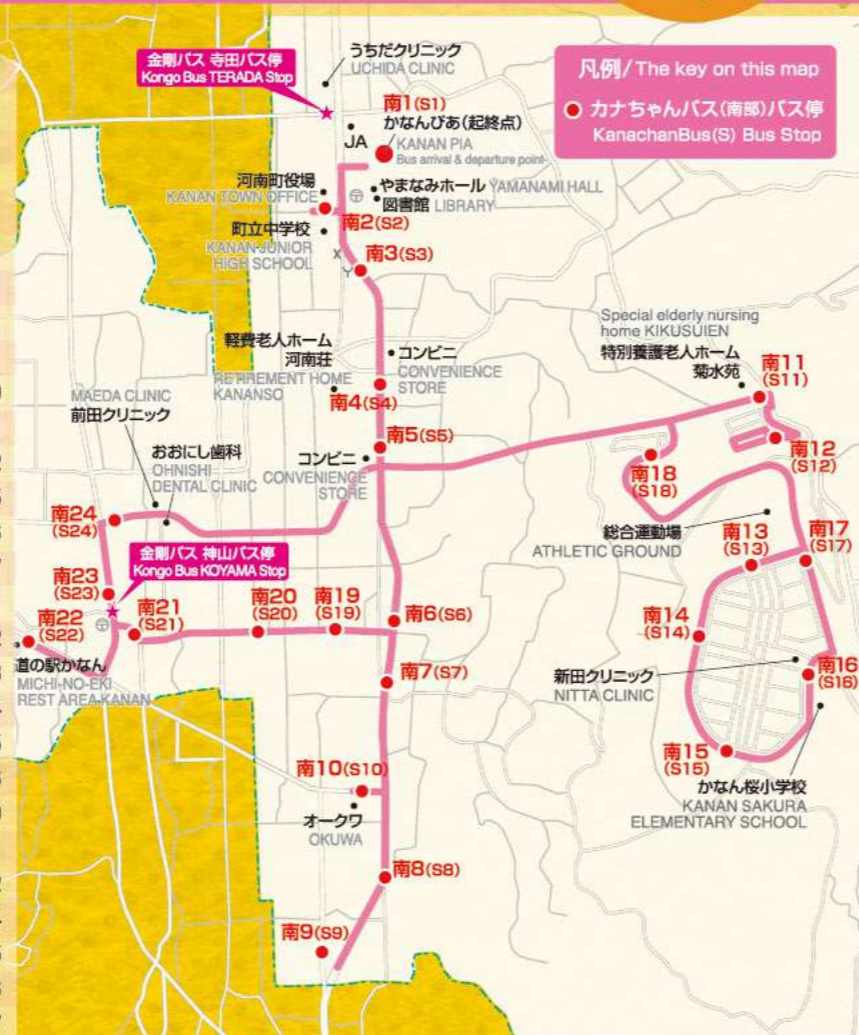 金剛バス 寺田バス停
Kongo Bus TERADA Stop
うちだクリニック
UCHIDA CLINIC
凡例/The key on this map
カナちゃんバス(南部)バス停
KanachanBus(S) Bus Stop
南1(S1)
かなんぴあ(起終点)
KANAN PIA
Bus arrival & departure point-
JA
河南町役場
KANAN TOWN OFFICE
やまなみホール YAMANAMI HALL
図書館 LIBRARY
南2(S2)
町立中学校
KANAN JUNIOR
HIGH SCHOOL
南3(S3)
軽費老人ホーム
河南荘
RETIREMENT HOME
KANANSO
コンビニ
CONVENIENCE
STORE
南4(S4)
Special elderly nursing
home KIKUSUIEN
特別養護老人ホーム
菊水苑
南11
(S11)
南12
(S12)
MAEDA CLINIC
前田クリニック
おおにし歯科
OHNISHI
DENTAL CLINIC
南5(S5)
コンビニ
CONVENIENCE
STORE
南18
(S18)
南24
(S24)
総合運動場
ATHLETIC GROUND
南13
(S13)
南17
(S17)
金剛バス 神山バス停
Kongo Bus KOYAMA Stop
南23
(S23)
南22
(S22)
南21
(S21)
南20
(S20)
南19
(S19)
南6(S6)
南14
(S14)
道の駅かなん
MICHI-NO-EKI
REST AREA KANAN
南7(S7)
新田クリニック
NITTA CLINIC
南16
(S16)
南15
(S15)
南10(S10)
オークワ
OKUWA
かなん桜小学校
KANAN SAKURA
ELEMENTARY SCHOOL
南8(S8)
南9(S9)